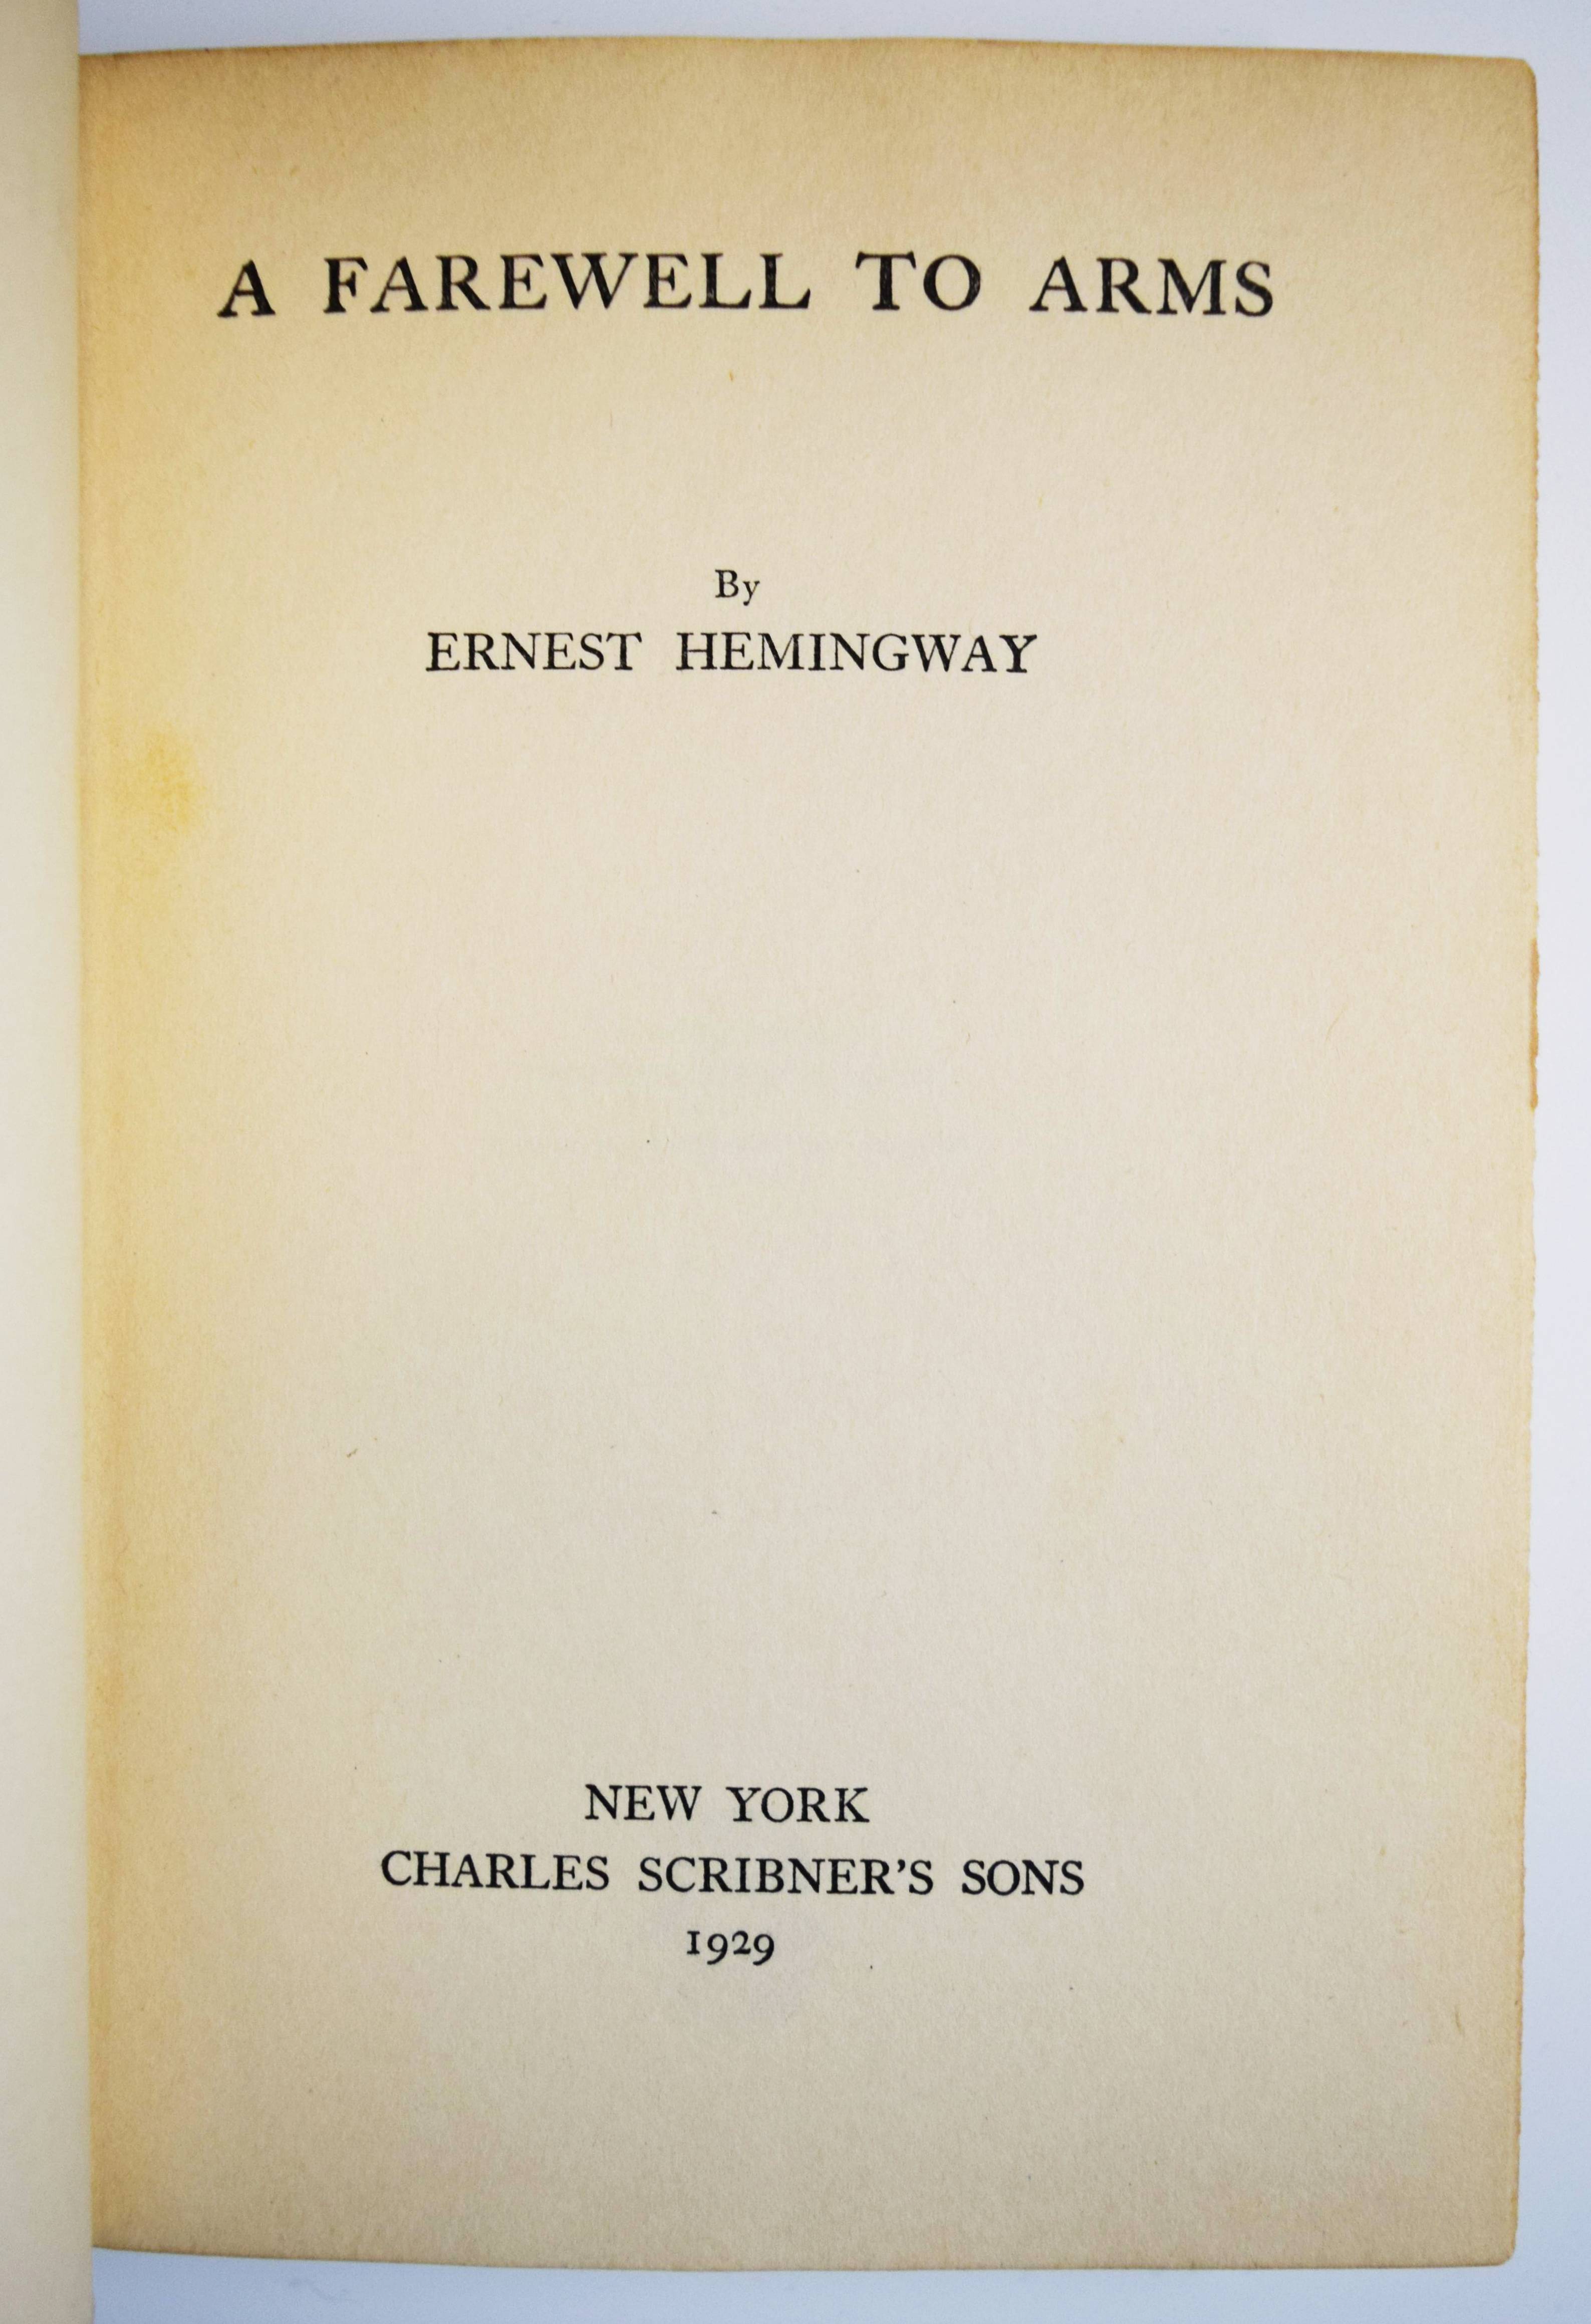 A FAREWELL TO ARMS
By
ERNEST HEMINGWAY
NEW YORK
CHARLES SCRIBNER'S SONS
1929